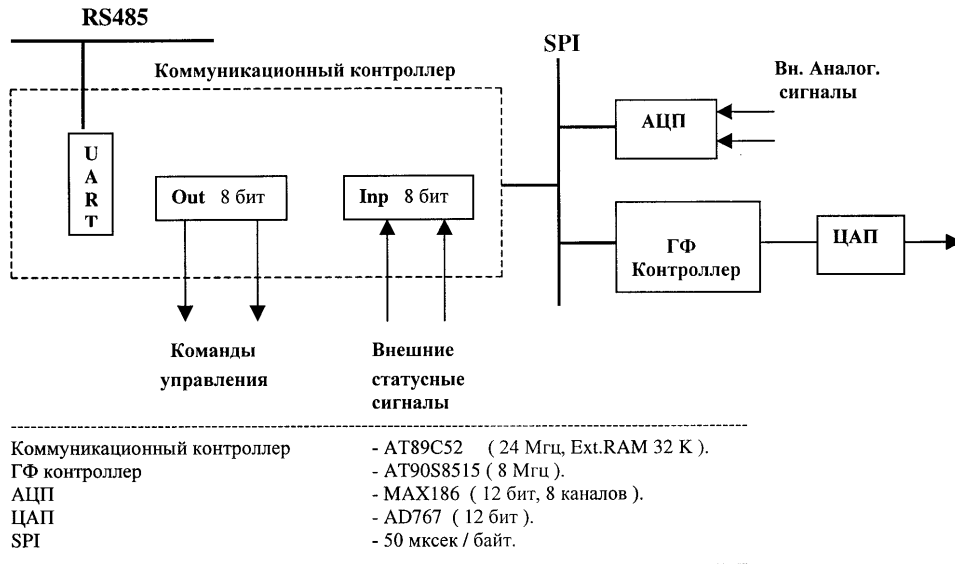 RS485
SPI
Коммуникационный контроллер
Вн. Аналог.
сигналы
АЦП
U
A
R
T
Out 8 бит
Inp 8 бит
ГФ
Контроллер
ЦАП
Команды
управления
Внешние
статусные
сигналы
Коммуникационный контроллер - AT89C52 ( 24 Мгц, Ext.RAM 32 K ).
ГФ контроллер - AT90S8515 ( 8 Мгц ).
АЦП - MAX186 ( 12 бит, 8 каналов ).
ЦАП - AD767 ( 12 бит ).
SPI - 50 мксек / байт.